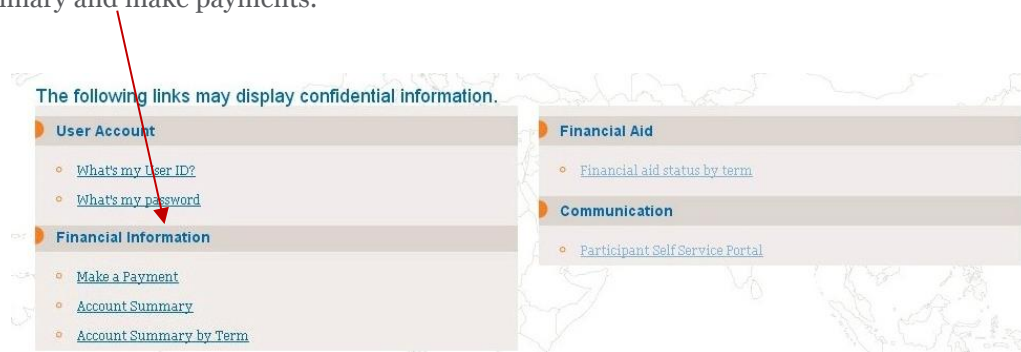 and make payments.
The following links may display confidential information.
User Account
What's my User ID?
What's my password
Financial Information
Make a Payment
Account Summary
Account Summary by Term
Financial Aid
Financial aid status by term
Communication
Participant Self Service Portal